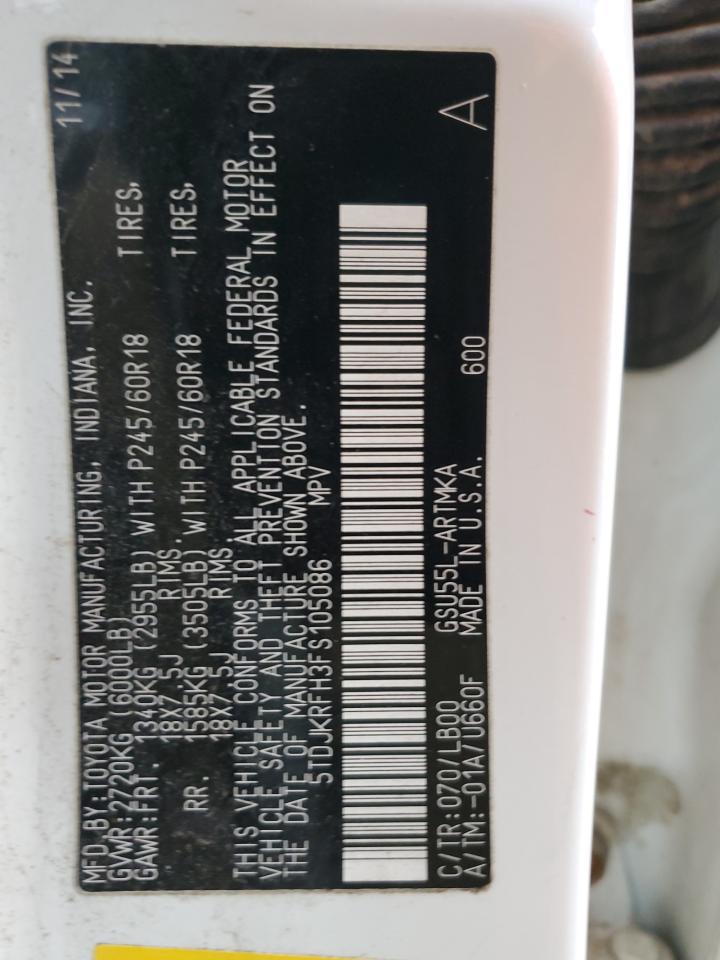 MFD.BY:TOYOTA MOTOR MANUFACTURING, INDIANA, INC. 11/14
GVWR:2720KG (6000LB)
GAWR:FRT. 1340KG (2955LB) WITH P245/60R18 TIRES,
18X7.5J RIMS.
RR. 1585KG (3505LB) WITH P245/60R18 TIRES,
18X7.5J RIMS
THIS VEHICLE CONFORMS TO ALL APPLICABLE FEDERAL MOTOR
VEHICLE SAFETY AND THEFT PREVENTION STANDARDS IN EFFECT ON
THE DATE OF MANUFACTURE SHOWN ABOVE.
5TDJKRFH3FS105086 MPV
C/TR:070/LB00 GSU55L-ARTMKA A
A/TM:-01A/U660F MADE IN U.S.A. 600